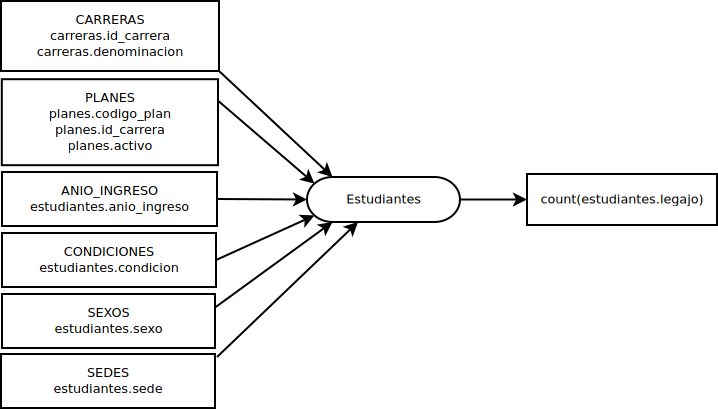 CARRERAS
carreras.id_carrera
carreras.denominacion
PLANES
planes.codigo_plan
planes.id_carrera
planes.activo
ANIO_INGRESO
estudiantes.anio_ingreso
CONDICIONES
estudiantes.condicion
SEXOS
estudiantes.sexo
SEDES
estudiantes.sede
Estudiantes
count(estudiantes.legajo)